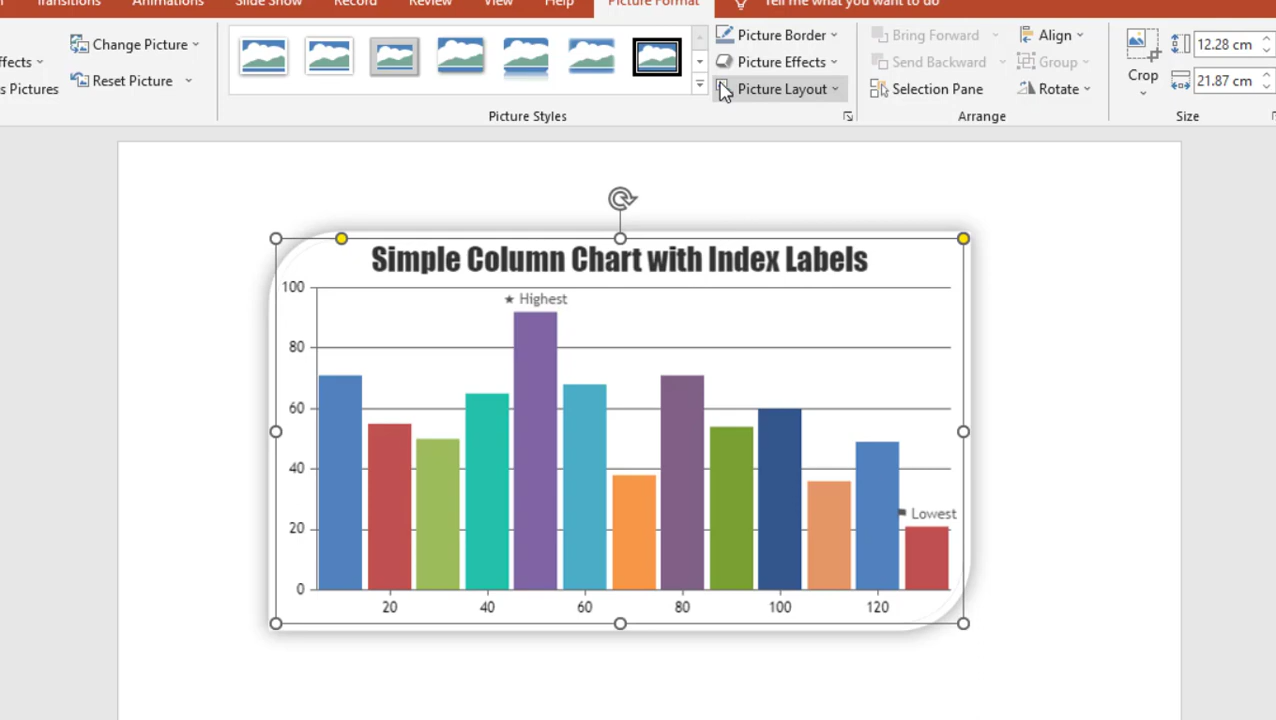 Transitions Animations Slide Show Record Review View Help Picture Format Tell me what you want to do
Change Picture
Reset Picture
Picture Border
Picture Effects
Picture Layout
Bring Forward
Send Backward
Selection Pane
Align
Group
Rotate
Crop
12.28 cm
21.87 cm
ffects
s Pictures
Picture Styles
Arrange
Size
Simple Column Chart with Index Labels
100
80
60
40
20
0
★ Highest
Lowest
20 40 60 80 100 120